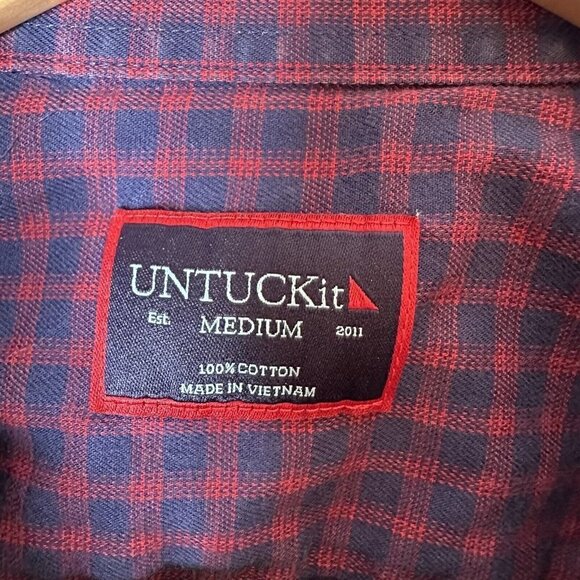 UNTUCKit
Est. MEDIUM 2011
100% COTTON
MADE IN VIETNAM